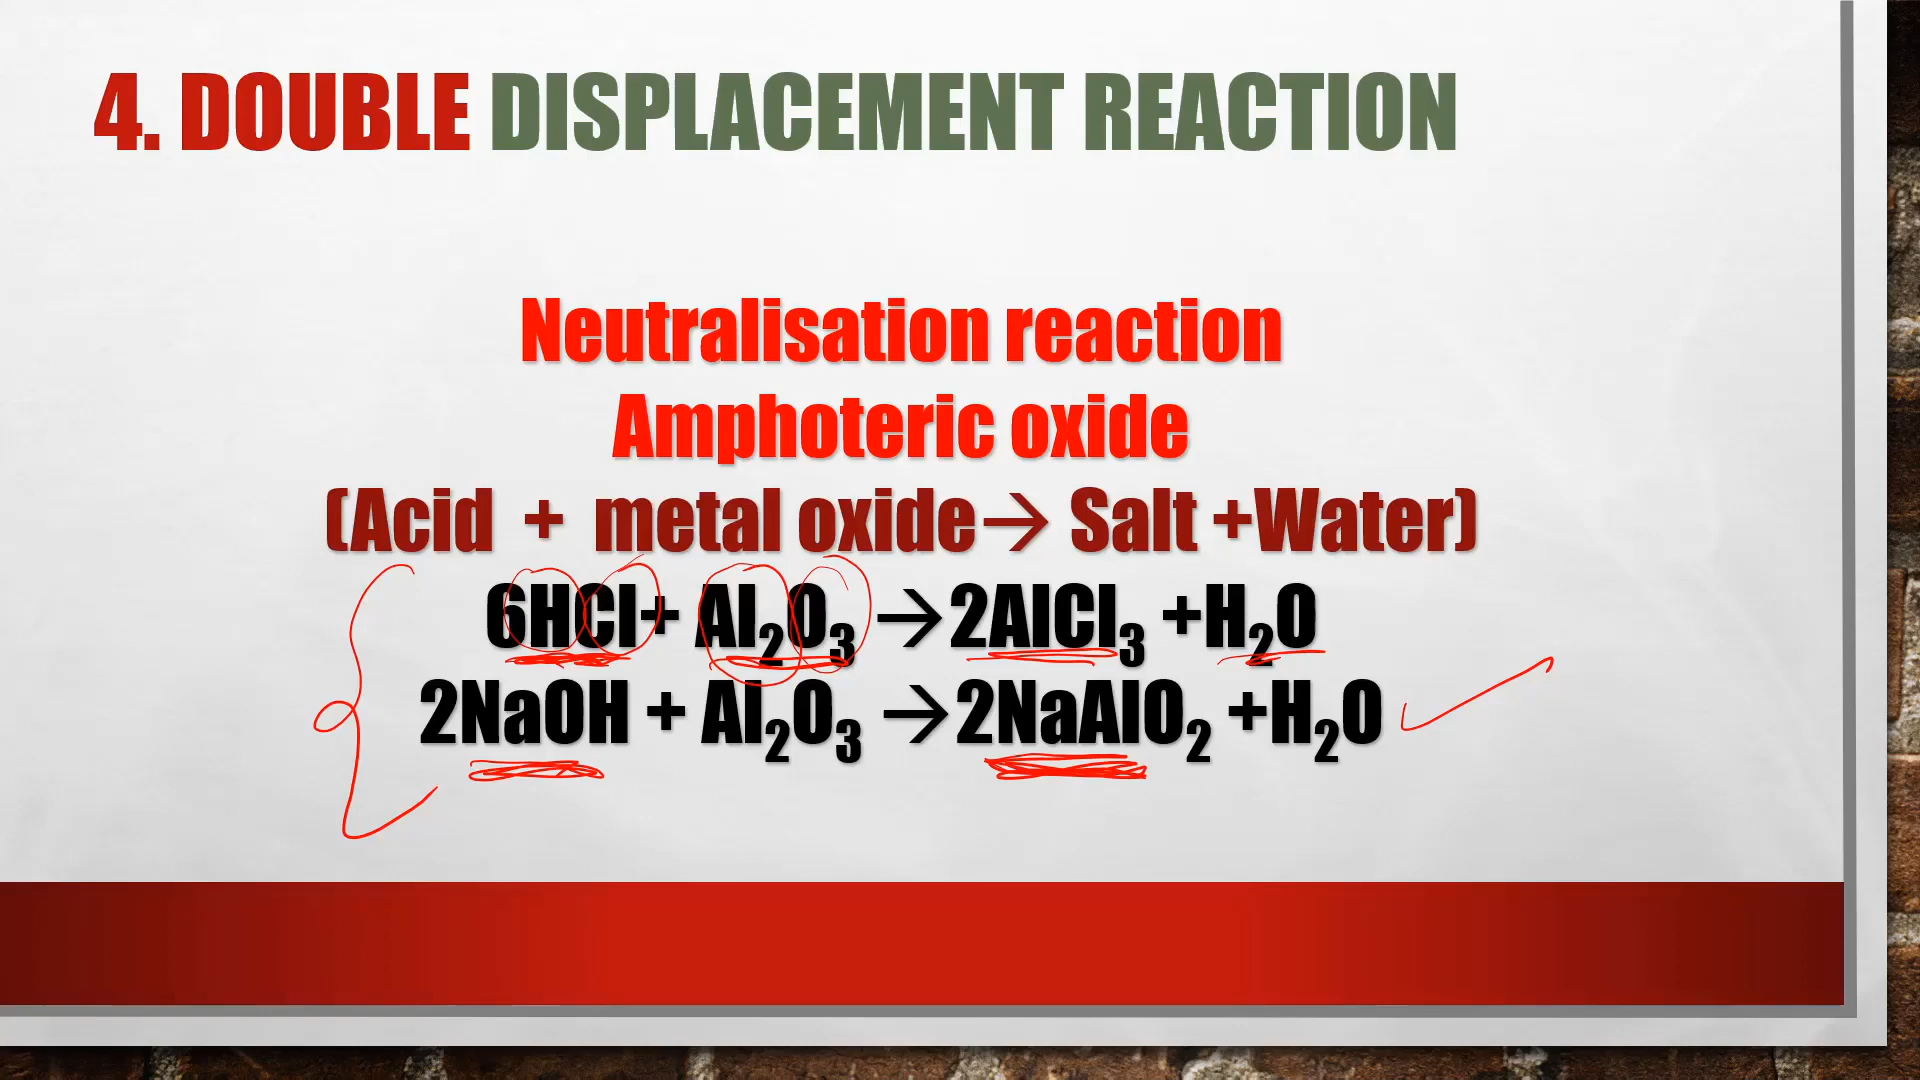 4. DOUBLE DISPLACEMENT REACTION
Neutralisation reaction
Amphoteric oxide
(Acid + metal oxide→ Salt +Water)
6HCl+ Al₂O₃ →2AlCl₃ +H₂O
2NaOH + Al₂O₃ →2NaAlO₂ +H₂O